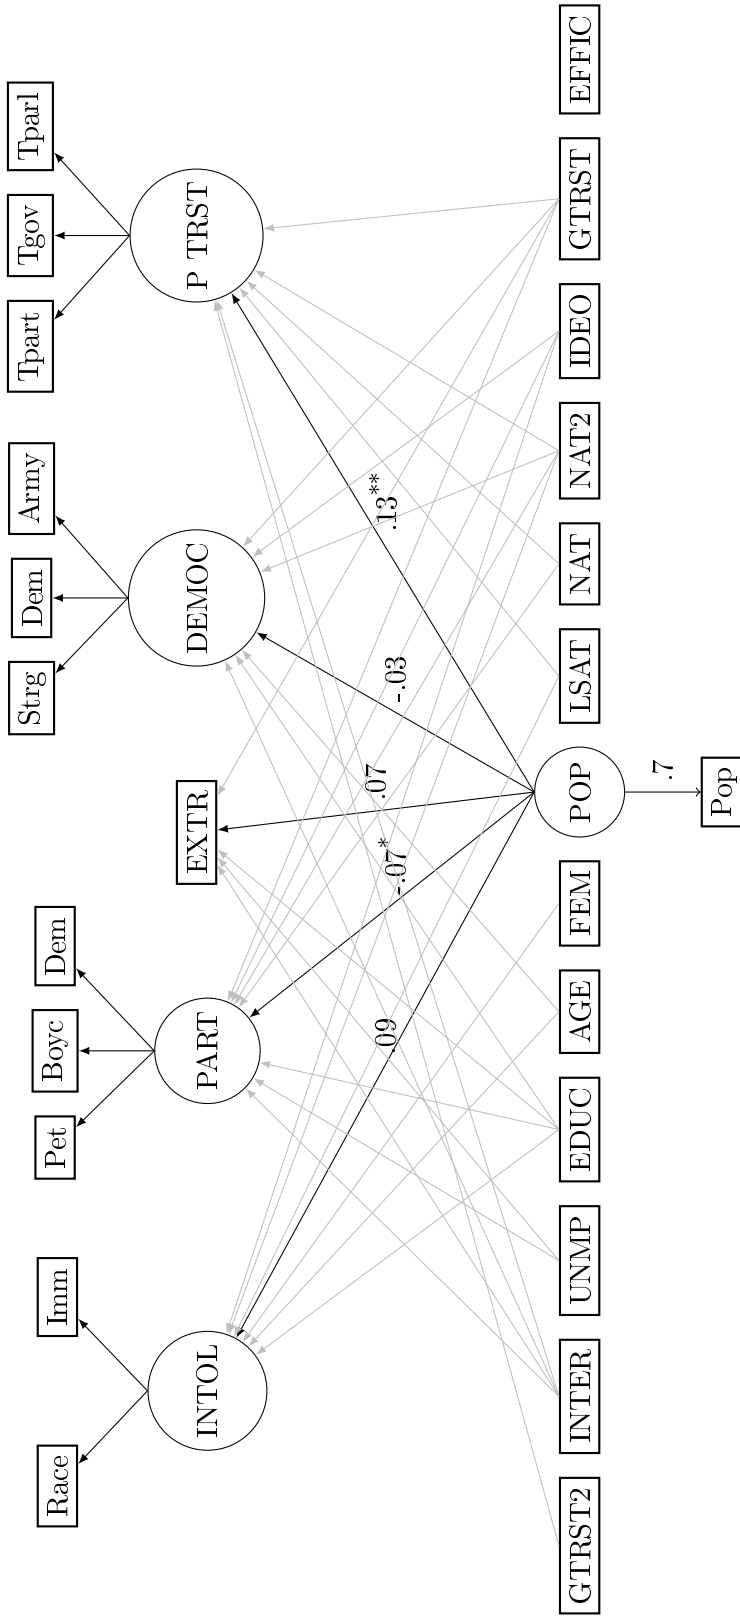 Race
Imm
Pet
Boyc
Dem
Strg
Dem
Army
Tpart
Tgov
Tparl
INTOL
PART
EXTR
DEMOC
P TRST
.09
-.07*
.07
-.03
.13**
GTRST2
INTER
UNMP
EDUC
AGE
FEM
POP
LSAT
NAT
NAT2
IDEO
GTRST
EFFIC
.7
Pop